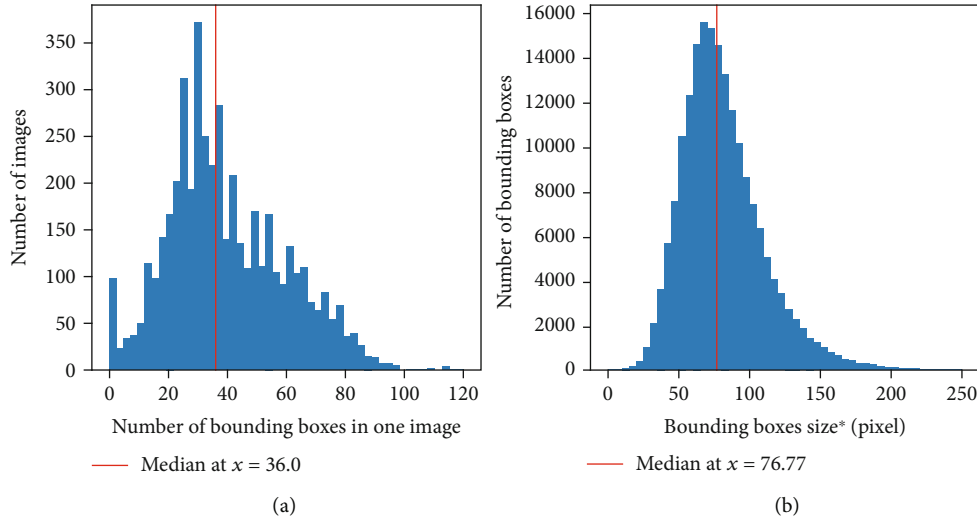 350
300
250
200
150
100
50
0
Number of images
0 20 40 60 80 100 120
Number of bounding boxes in one image
Median at x = 36.0
(a)
16000
14000
12000
10000
8000
6000
4000
2000
0
Number of bounding boxes
0 50 100 150 200 250
Bounding boxes size* (pixel)
Median at x = 76.77
(b)